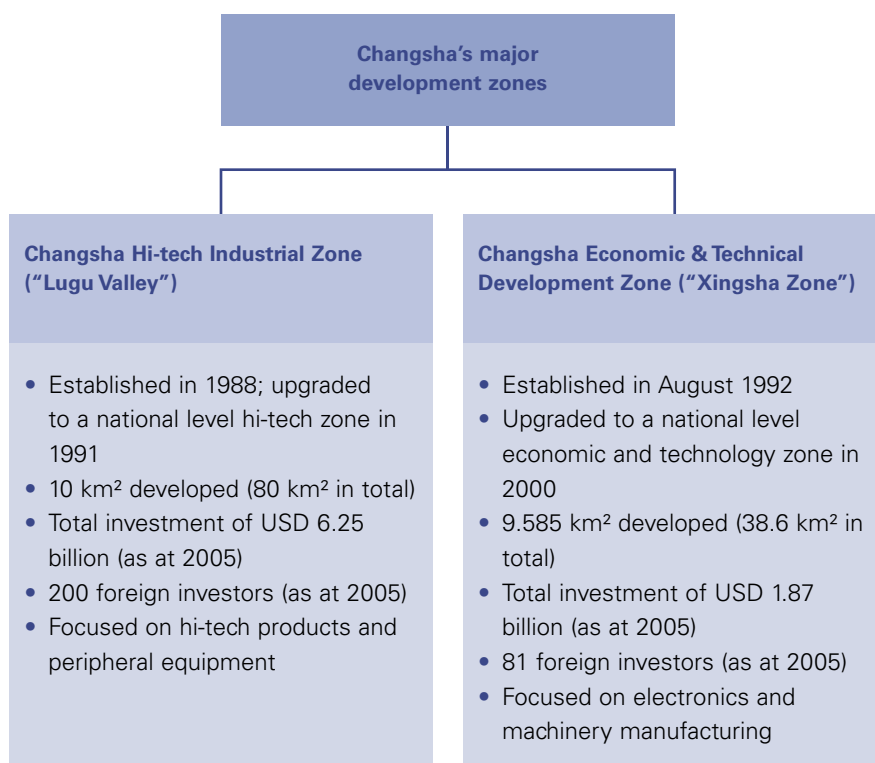 Changsha's major
development zones
Changsha Hi-tech Industrial Zone
("Lugu Valley")
• Established in 1988; upgraded
to a national level hi-tech zone in
1991
• 10 km² developed (80 km² in total)
• Total investment of USD 6.25
billion (as at 2005)
• 200 foreign investors (as at 2005)
• Focused on hi-tech products and
peripheral equipment
Changsha Economic & Technical
Development Zone ("Xingsha Zone")
• Established in August 1992
• Upgraded to a national level
economic and technology zone in
2000
• 9.585 km² developed (38.6 km² in
total)
• Total investment of USD 1.87
billion (as at 2005)
• 81 foreign investors (as at 2005)
• Focused on electronics and
machinery manufacturing